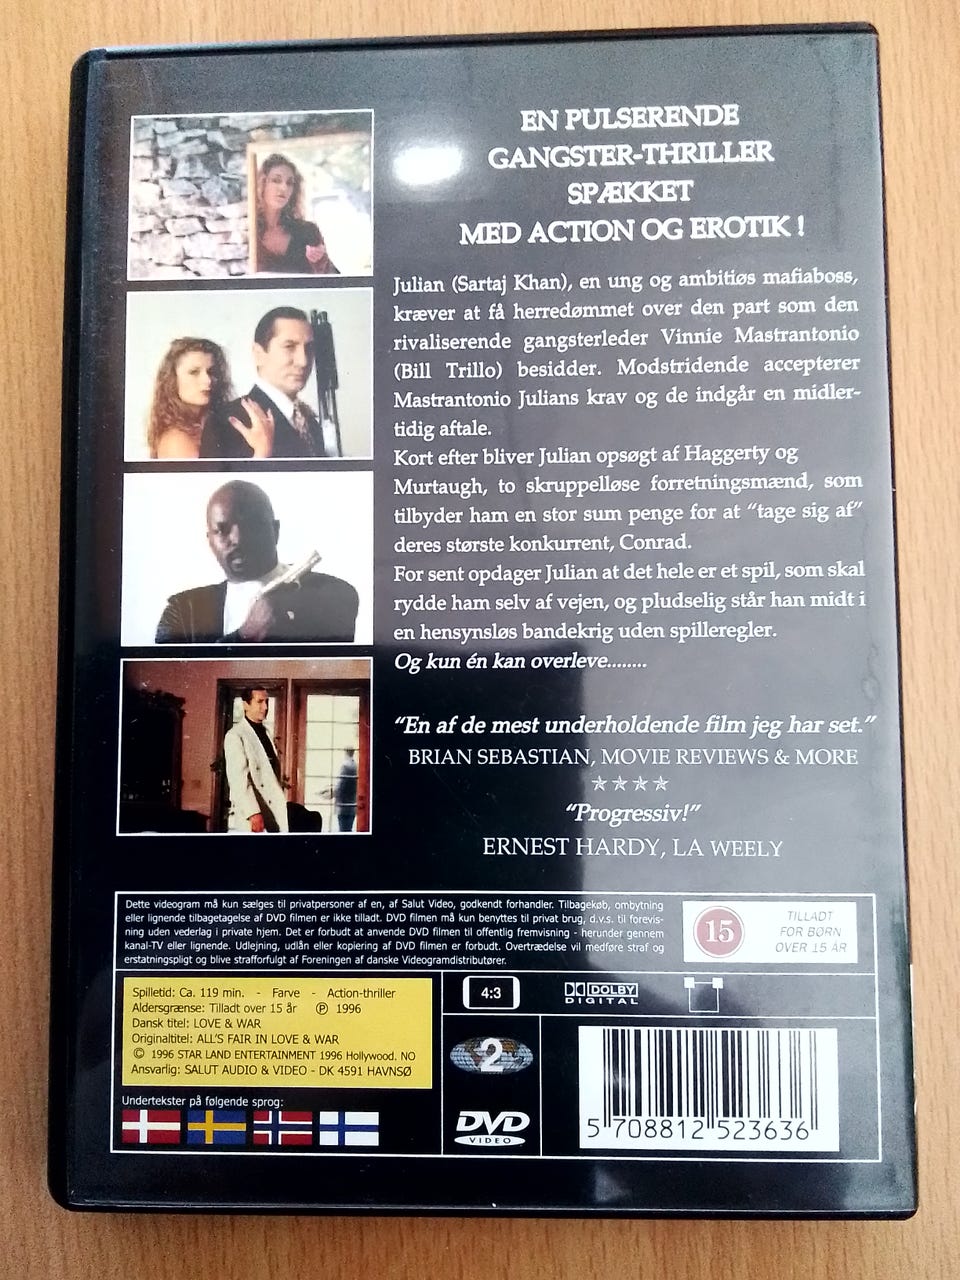 EN PULSERENDE
GANGSTER-THRILLER
SPÆKKET
MED ACTION OG EROTIK !
Julian (Sartaj Khan), en ung og ambitiøs mafiaboss,
kræver at få herredømmet over den part som den
rivaliserende gangsterleder Vinnie Mastrantonio
(Bill Trillo) besidder. Modstridende accepterer
Mastrantonio Julians krav og de indgår en midler-
tidig aftale.
Kort efter bliver Julian opsøgt af Haggerty og
Murtaugh, to skruppelløse forretningsmænd, som
tilbyder ham en stor sum penge for at "tage sig af"
deres største konkurrent, Conrad.
For sent opdager Julian at det hele er et spil, som skal
rydde ham selv af vejen, og pludselig står han midt i
en hensynsløs bandekrig uden spilleregler.
Og kun én kan overleve........
"En af de mest underholdende film jeg har set."
BRIAN SEBASTIAN, MOVIE REVIEWS & MORE
★★★★
"Progressiv!"
ERNEST HARDY, LA WEELY
Dette videogram må kun sælges til privatpersoner af en, af Salut Video, godkendt forhandler. Tilbagekøb, ombytning
eller lignende tilbagetagelse af DVD filmen er ikke tilladt. DVD filmen må kun benyttes til privat brug, d.v.s. til forevis-
ning uden vederlag i private hjem. Det er forbudt at anvende DVD filmen til offentlig fremvisning - herunder gennem
kanal-TV eller lignende. Udlejning, udlån eller kopiering af DVD filmen er forbudt. Overtrædelse vil medføre straf og
erstatningspligt og blive strafforfulgt af Foreningen af danske Videogramdistributører.
15
TILLADT
FOR BØRN
OVER 15 ÅR
Spilletid: Ca. 119 min. - Farve - Action-thriller
Aldersgrænse: Tilladt over 15 år ℗ 1996
Dansk titel: LOVE & WAR
Originaltitel: ALL'S FAIR IN LOVE & WAR
© 1996 STAR LAND ENTERTAINMENT 1996 Hollywood. NO
Ansvarlig: SALUT AUDIO & VIDEO - DK 4591 HAVNSØ
Undertekster på følgende sprog:
4:3
DOLBY
DIGITAL
2
DVD
VIDEO
5 708812 523636